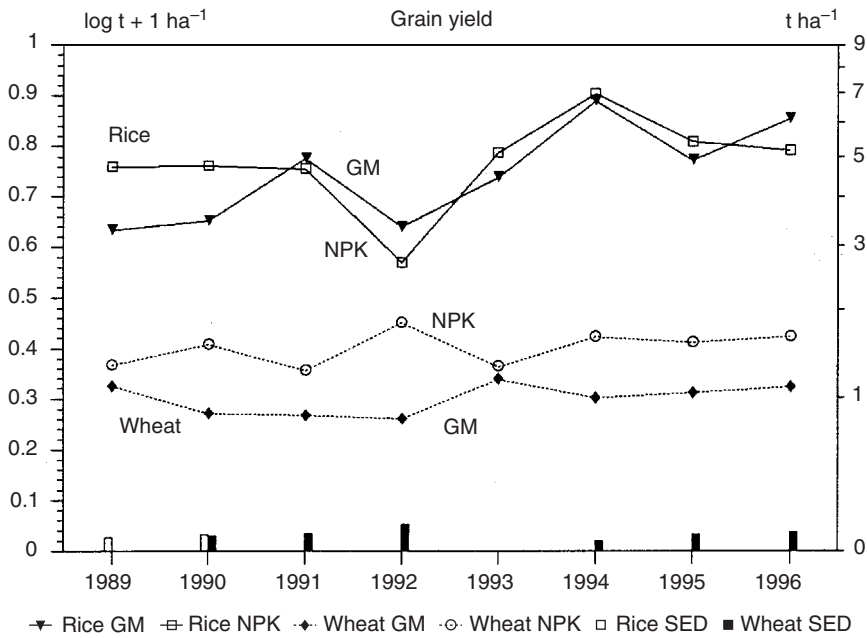 log t + 1 ha⁻¹ Grain yield t ha⁻¹
1 9
0.9 7
0.8 5
0.7
0.6 3
0.5
0.4
0.3 1
0.2
0.1
0 0
Rice
GM
NPK
NPK
Wheat
GM
1989 1990 1991 1992 1993 1994 1995 1996
Rice GM Rice NPK Wheat GM Wheat NPK Rice SED Wheat SED